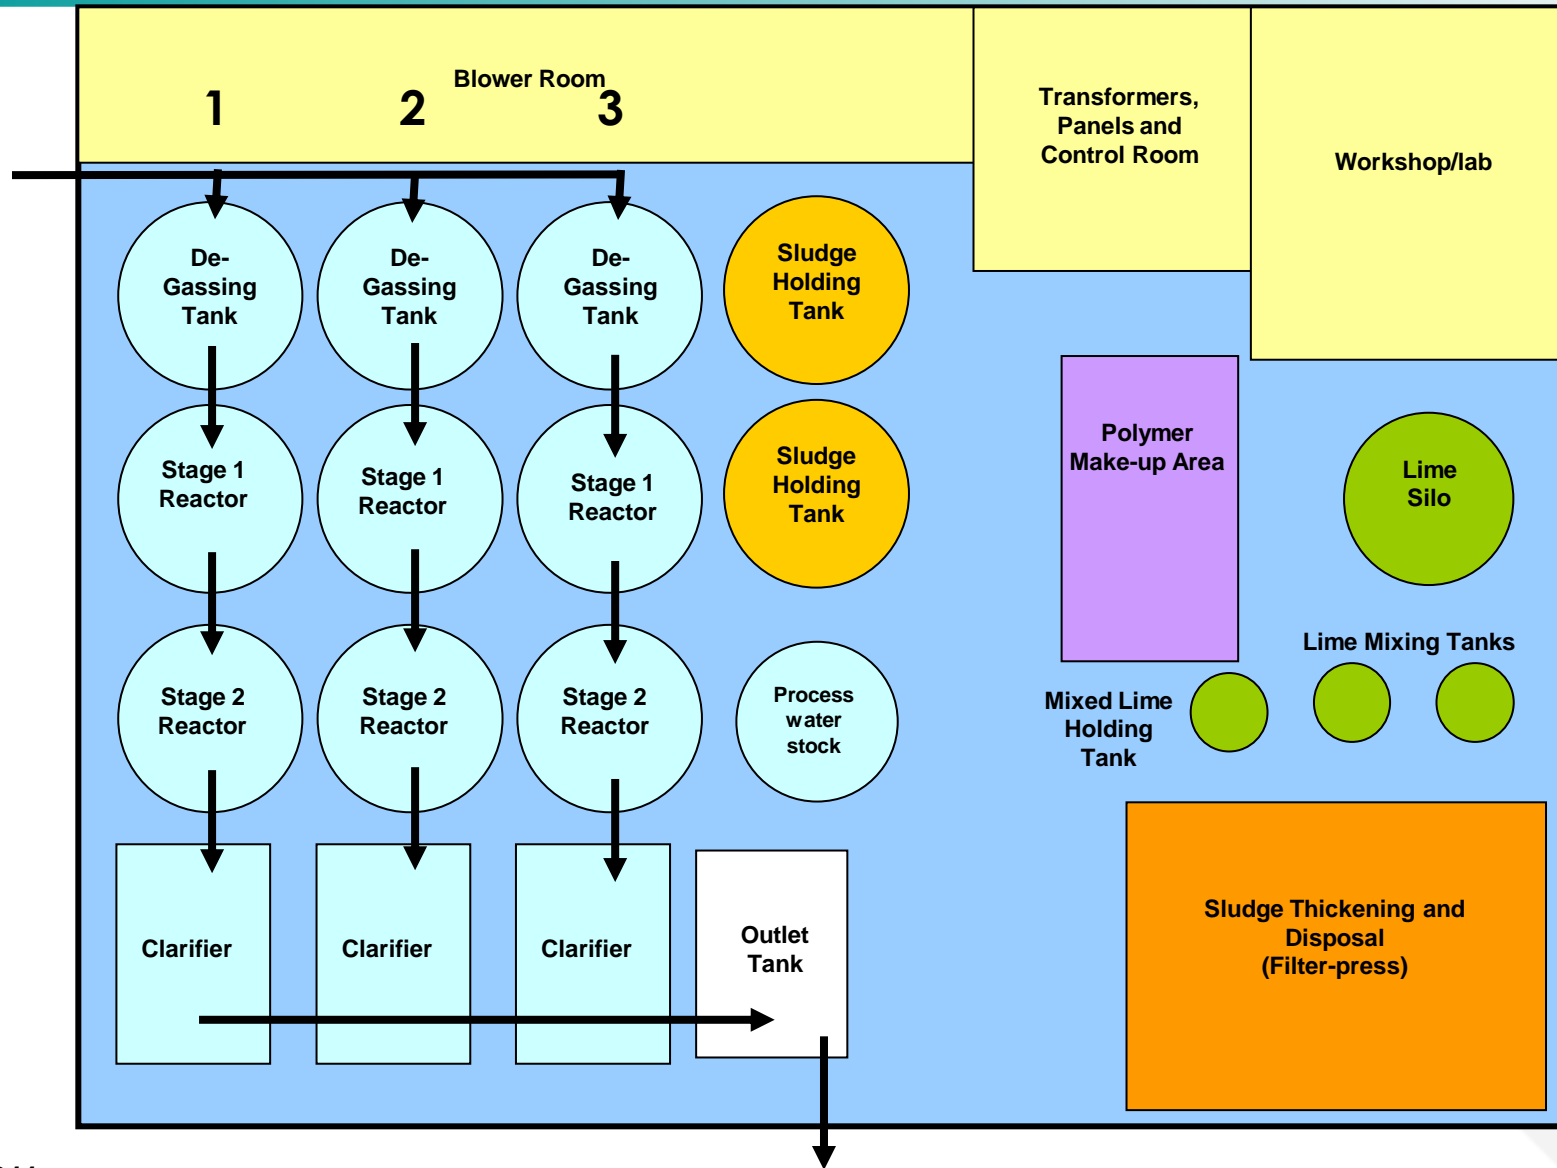 Blower Room
1
2
3
Transformers,
Panels and
Control Room
Workshop/lab
De-
Gassing
Tank
De-
Gassing
Tank
De-
Gassing
Tank
Sludge
Holding
Tank
Stage 1
Reactor
Stage 1
Reactor
Stage 1
Reactor
Sludge
Holding
Tank
Polymer
Make-up Area
Lime
Silo
Lime Mixing Tanks
Stage 2
Reactor
Stage 2
Reactor
Stage 2
Reactor
Process
water
stock
Mixed Lime
Holding
Tank
Clarifier
Clarifier
Clarifier
Outlet
Tank
Sludge Thickening and
Disposal
(Filter-press)